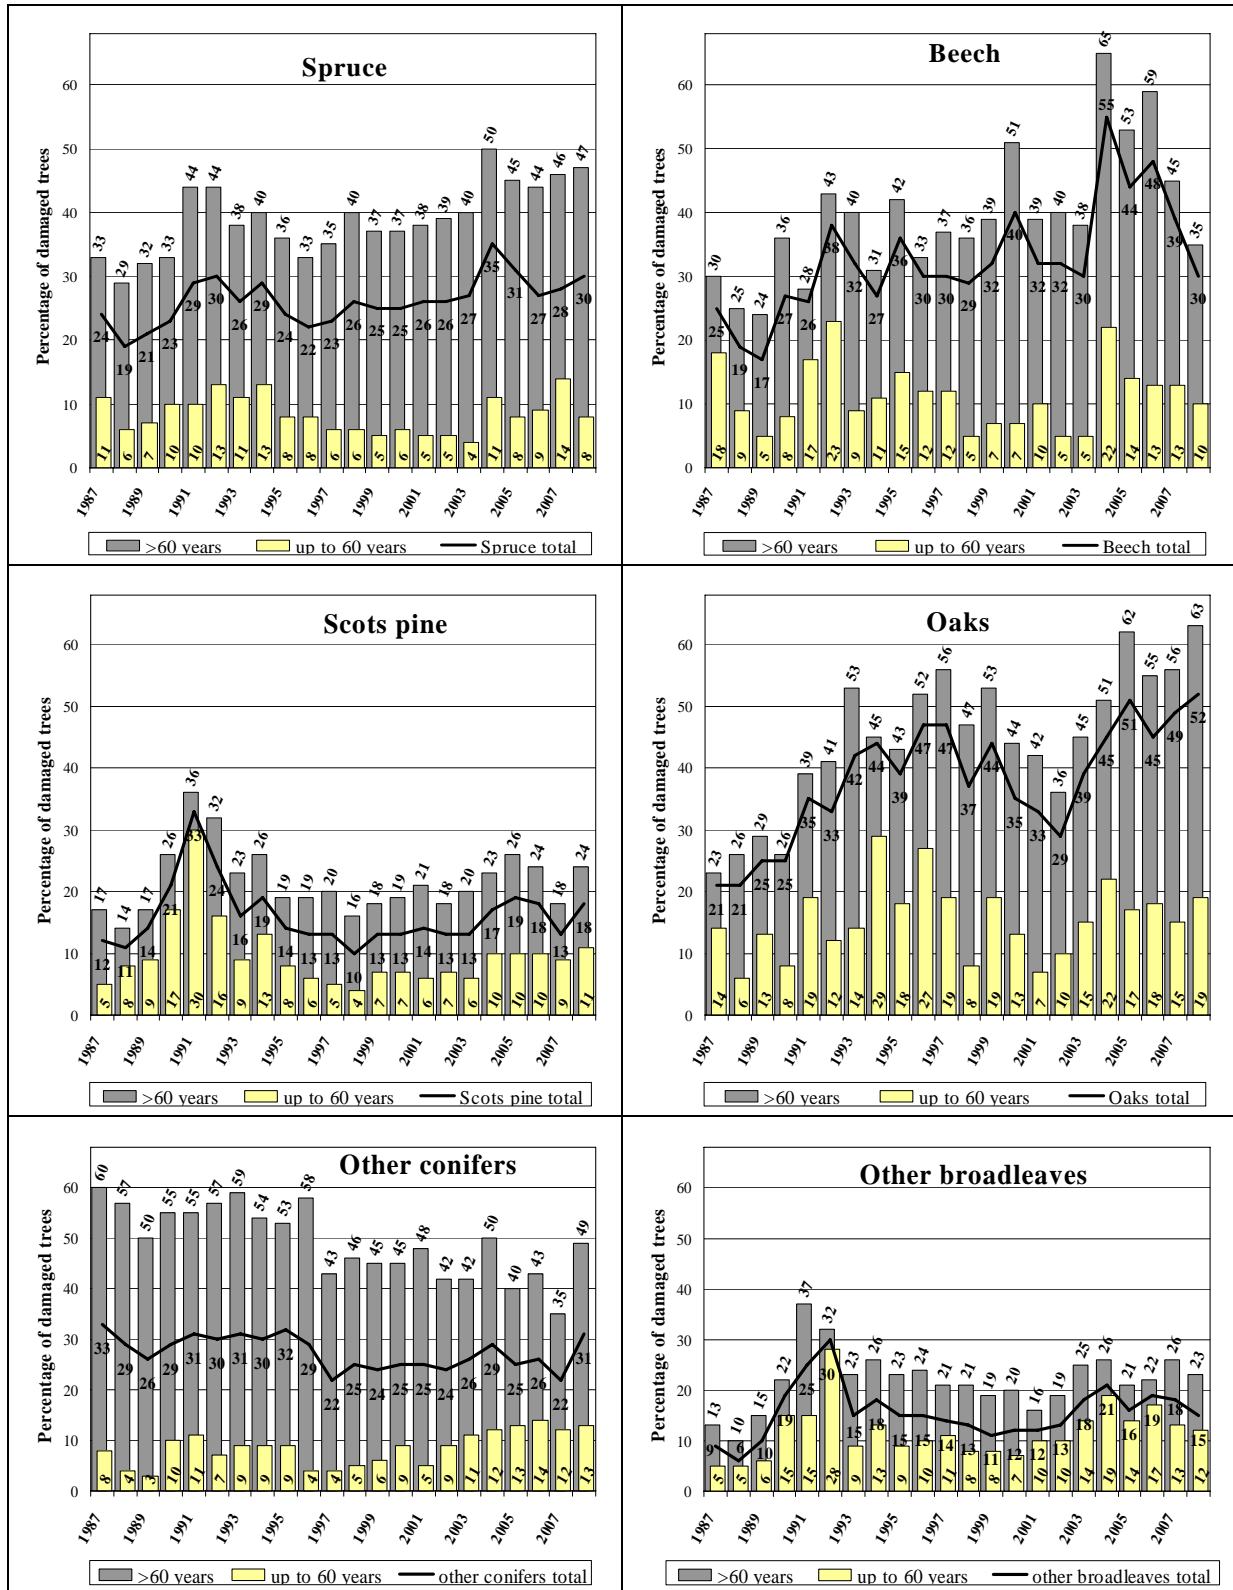 Spruce
Percentage of damaged trees
60
50
40
30
20
10
0
33 29 32 33 44 44 38 40 36 33 35 40 37 37 38 39 40 50 45 44 46 47
24 19 21 23 29 30 26 29 24 22 23 26 25 25 26 26 27 35 31 27 28 30
11 6 7 10 10 13 11 13 8 8 6 6 5 6 5 5 4 11 8 9 14 8
1987 1989 1991 1993 1995 1997 1999 2001 2003 2005 2007
>60 years up to 60 years Spruce total
Beech
Percentage of damaged trees
60
50
40
30
20
10
0
30 25 24 36 28 43 40 31 42 33 37 36 39 51 39 40 38 65 53 59 45 35
25 19 17 27 26 38 32 27 36 30 30 29 32 40 32 32 30 55 44 48 39 30
18 9 5 8 17 23 9 11 15 12 12 5 7 7 10 5 5 22 14 13 13 10
1987 1989 1991 1993 1995 1997 1999 2001 2003 2005 2007
>60 years up to 60 years Beech total
Scots pine
Percentage of damaged trees
60
50
40
30
20
10
0
17 14 17 26 36 32 23 26 19 19 20 16 18 19 21 18 20 23 26 24 18 24
12 11 14 21 33 24 16 19 14 13 13 10 13 13 14 13 13 17 19 18 13 18
5 8 9 17 30 16 9 13 8 6 5 4 7 7 6 7 6 10 10 10 9 11
1987 1989 1991 1993 1995 1997 1999 2001 2003 2005 2007
>60 years up to 60 years Scots pine total
Oaks
Percentage of damaged trees
60
50
40
30
20
10
0
23 26 29 26 39 41 53 45 43 52 56 47 53 44 42 36 45 51 62 55 56 63
21 21 25 25 35 33 42 44 39 47 47 37 44 35 33 29 39 45 51 45 49 52
14 6 13 8 19 12 14 29 18 27 19 8 19 13 7 10 15 22 17 18 15 19
1987 1989 1991 1993 1995 1997 1999 2001 2003 2005 2007
>60 years up to 60 years Oaks total
Other conifers
Percentage of damaged trees
60
50
40
30
20
10
0
60 57 50 55 55 57 59 54 53 58 43 46 45 45 48 42 42 50 40 43 35 49
33 29 26 29 31 30 31 30 32 29 22 25 24 25 25 24 26 29 25 26 22 31
8 4 3 10 11 7 9 9 9 4 4 5 6 9 5 9 11 12 13 14 12 13
1987 1989 1991 1993 1995 1997 1999 2001 2003 2005 2007
>60 years up to 60 years other conifers total
Other broadleaves
Percentage of damaged trees
60
50
40
30
20
10
0
13 10 15 22 37 32 23 26 23 24 21 21 19 20 16 19 25 26 21 22 26 23
9 6 10 19 25 30 15 18 15 15 14 13 11 12 12 13 18 21 16 19 18 15
5 5 6 15 15 28 9 13 9 10 11 8 8 7 10 10 14 19 14 17 13 12
1987 1989 1991 1993 1995 1997 1999 2001 2003 2005 2007
>60 years up to 60 years other broadleaves total